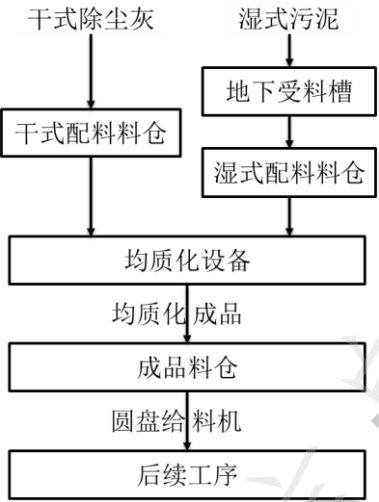 干式除尘灰
湿式污泥
地下受料槽
干式配料料仓
湿式配料料仓
均质化设备
均质化成品
成品料仓
圆盘给料机
后续工序